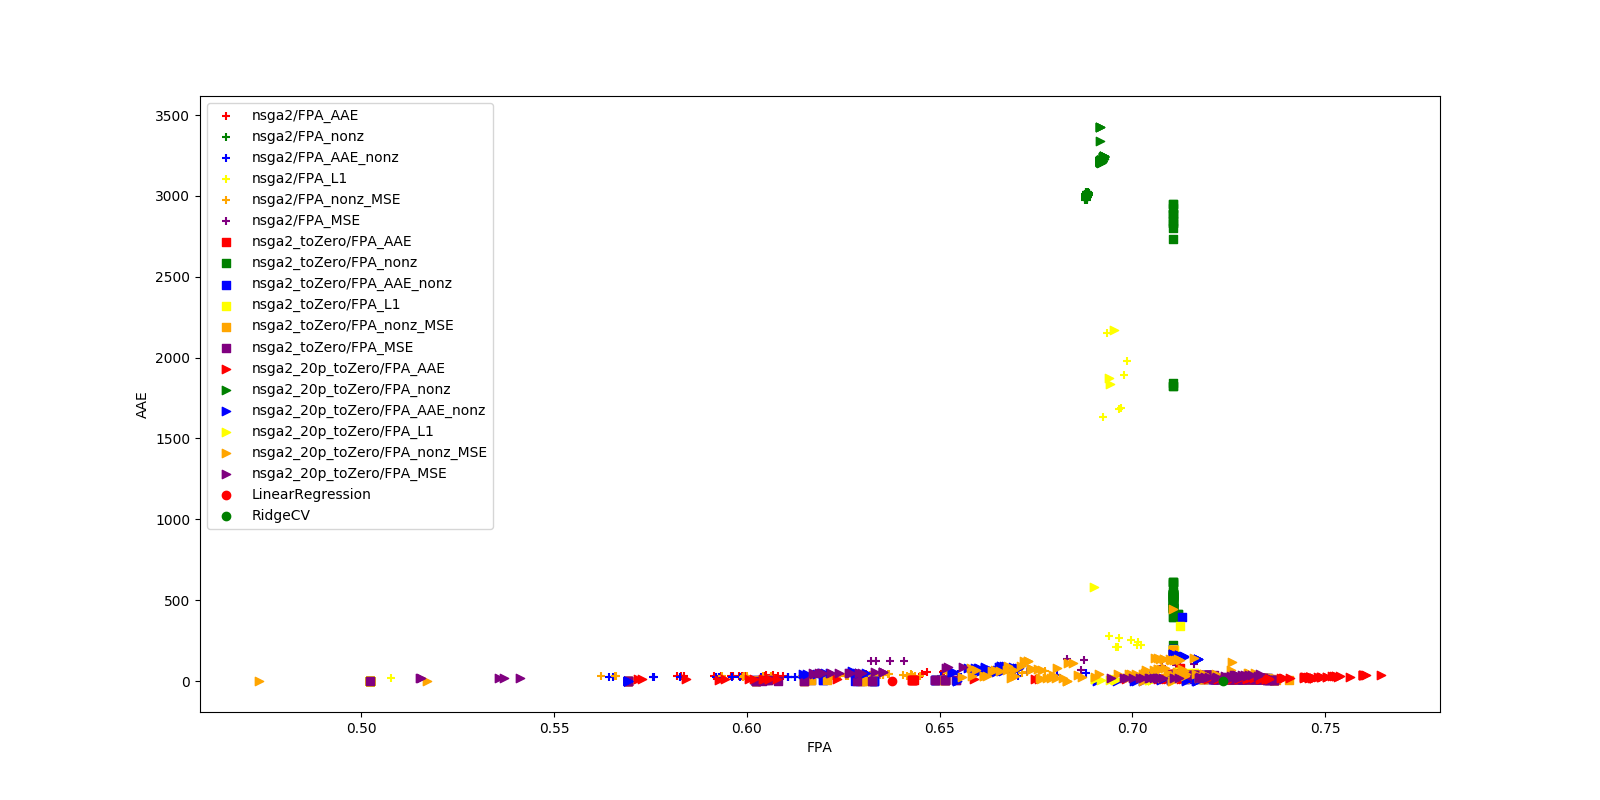 3500
3000
2500
2000
1500
1000
500
0
AAE
nsga2/FPA_AAE
nsga2/FPA_nonz
nsga2/FPA_AAE_nonz
nsga2/FPA_L1
nsga2/FPA_nonz_MSE
nsga2/FPA_MSE
nsga2_toZero/FPA_AAE
nsga2_toZero/FPA_nonz
nsga2_toZero/FPA_AAE_nonz
nsga2_toZero/FPA_L1
nsga2_toZero/FPA_nonz_MSE
nsga2_toZero/FPA_MSE
nsga2_20p_toZero/FPA_AAE
nsga2_20p_toZero/FPA_nonz
nsga2_20p_toZero/FPA_AAE_nonz
nsga2_20p_toZero/FPA_L1
nsga2_20p_toZero/FPA_nonz_MSE
nsga2_20p_toZero/FPA_MSE
LinearRegression
RidgeCV
0.50 0.55 0.60 0.65 0.70 0.75
FPA